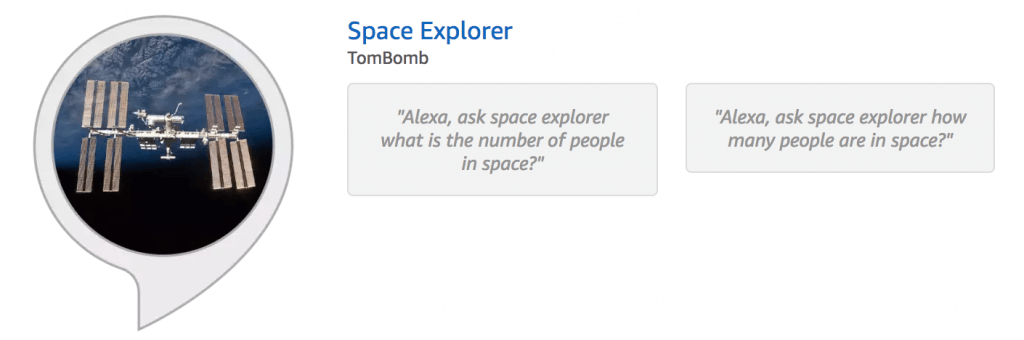 Space Explorer
TomBomb
"Alexa, ask space explorer
what is the number of people
in space?"
"Alexa, ask space explorer how
many people are in space?"